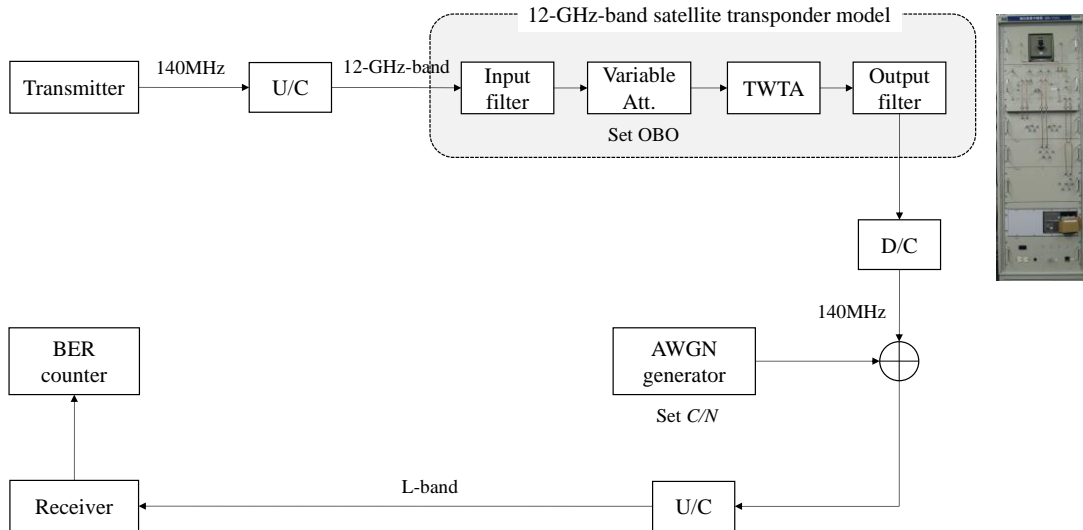 12-GHz-band satellite transponder model
140MHz
12-GHz-band
Transmitter
U/C
Input
filter
Variable
Att.
TWTA
Output
filter
Set OBO
D/C
140MHz
BER
counter
AWGN
generator
Set C/N
L-band
Receiver
U/C